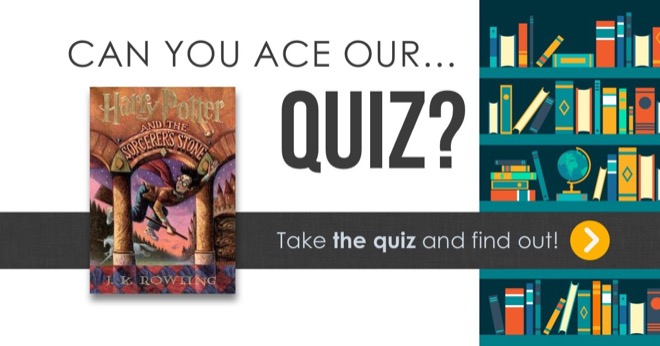 CAN YOU ACE OUR...
QUIZ?
Harry Potter
AND THE
SORCERER'S STONE
J. K. ROWLING
Take the quiz and find out!